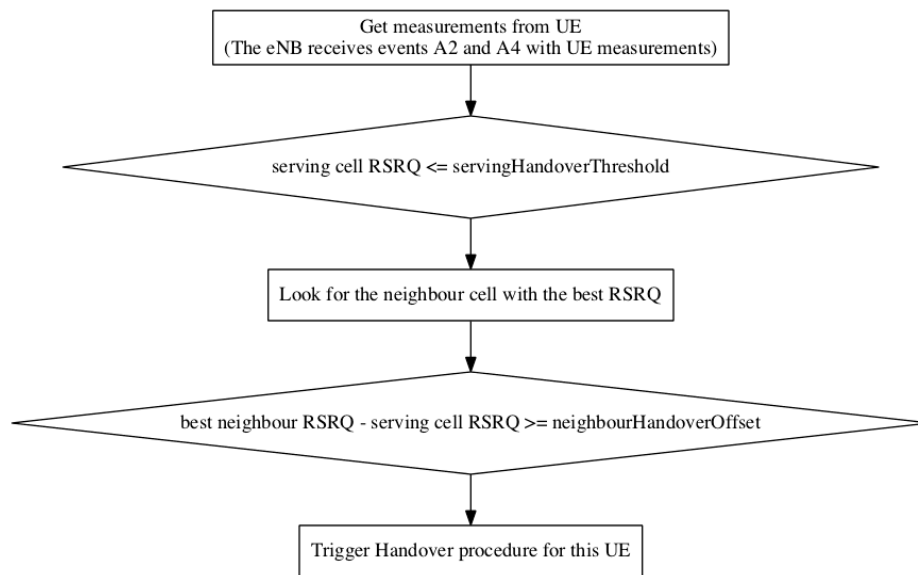 Get measurements from UE
(The eNB receives events A2 and A4 with UE measurements)
serving cell RSRQ <= servingHandoverThreshold
Look for the neighbour cell with the best RSRQ
best neighbour RSRQ - serving cell RSRQ >= neighbourHandoverOffset
Trigger Handover procedure for this UE